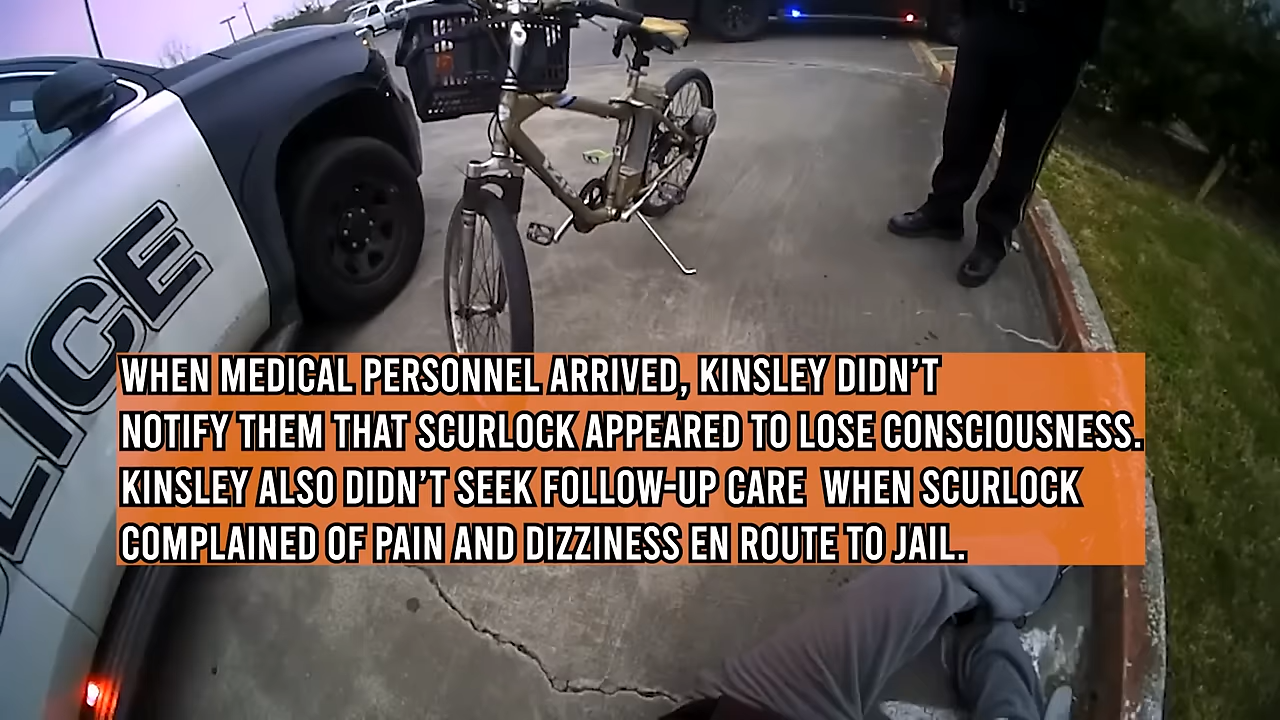 LICE
WHEN MEDICAL PERSONNEL ARRIVED, KINSLEY DIDN'T
NOTIFY THEM THAT SCURLOCK APPEARED TO LOSE CONSCIOUSNESS.
KINSLEY ALSO DIDN'T SEEK FOLLOW-UP CARE WHEN SCURLOCK
COMPLAINED OF PAIN AND DIZZINESS EN ROUTE TO JAIL.